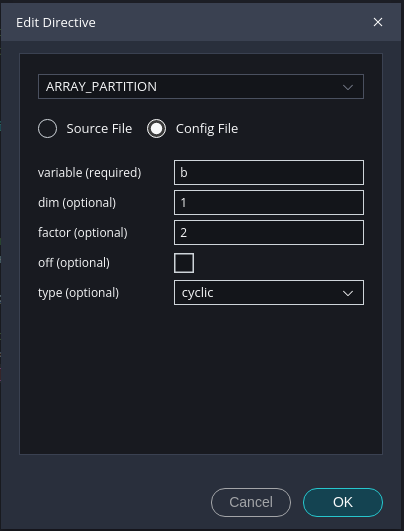 Edit Directive
ARRAY_PARTITION
Source File Config File
variable (required) b
dim (optional) 1
factor (optional) 2
off (optional)
type (optional) cyclic
Cancel OK